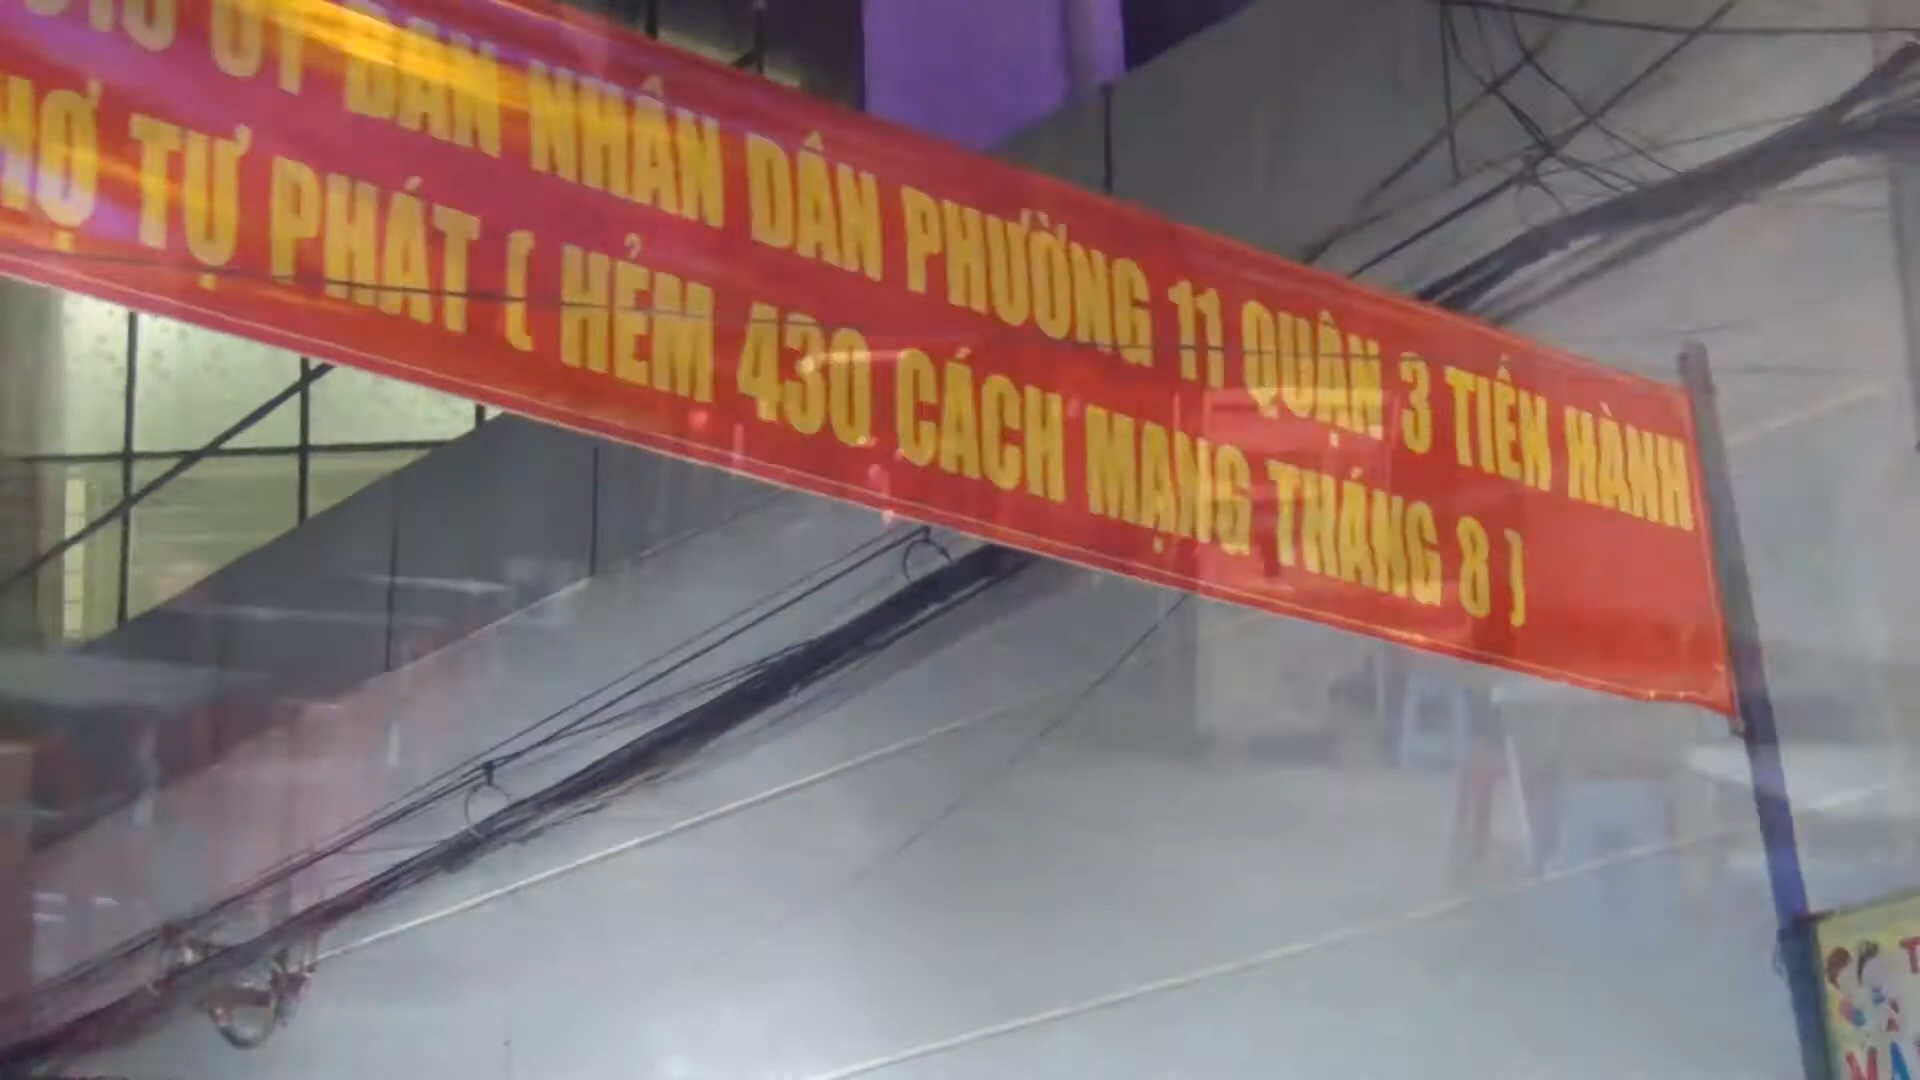 ỦY BAN NHÂN DÂN PHƯỜNG 11 QUẬN 3 TIẾN HÀNH
TỰ PHÁT ( HẺM 430 CÁCH MẠNG THÁNG 8 )